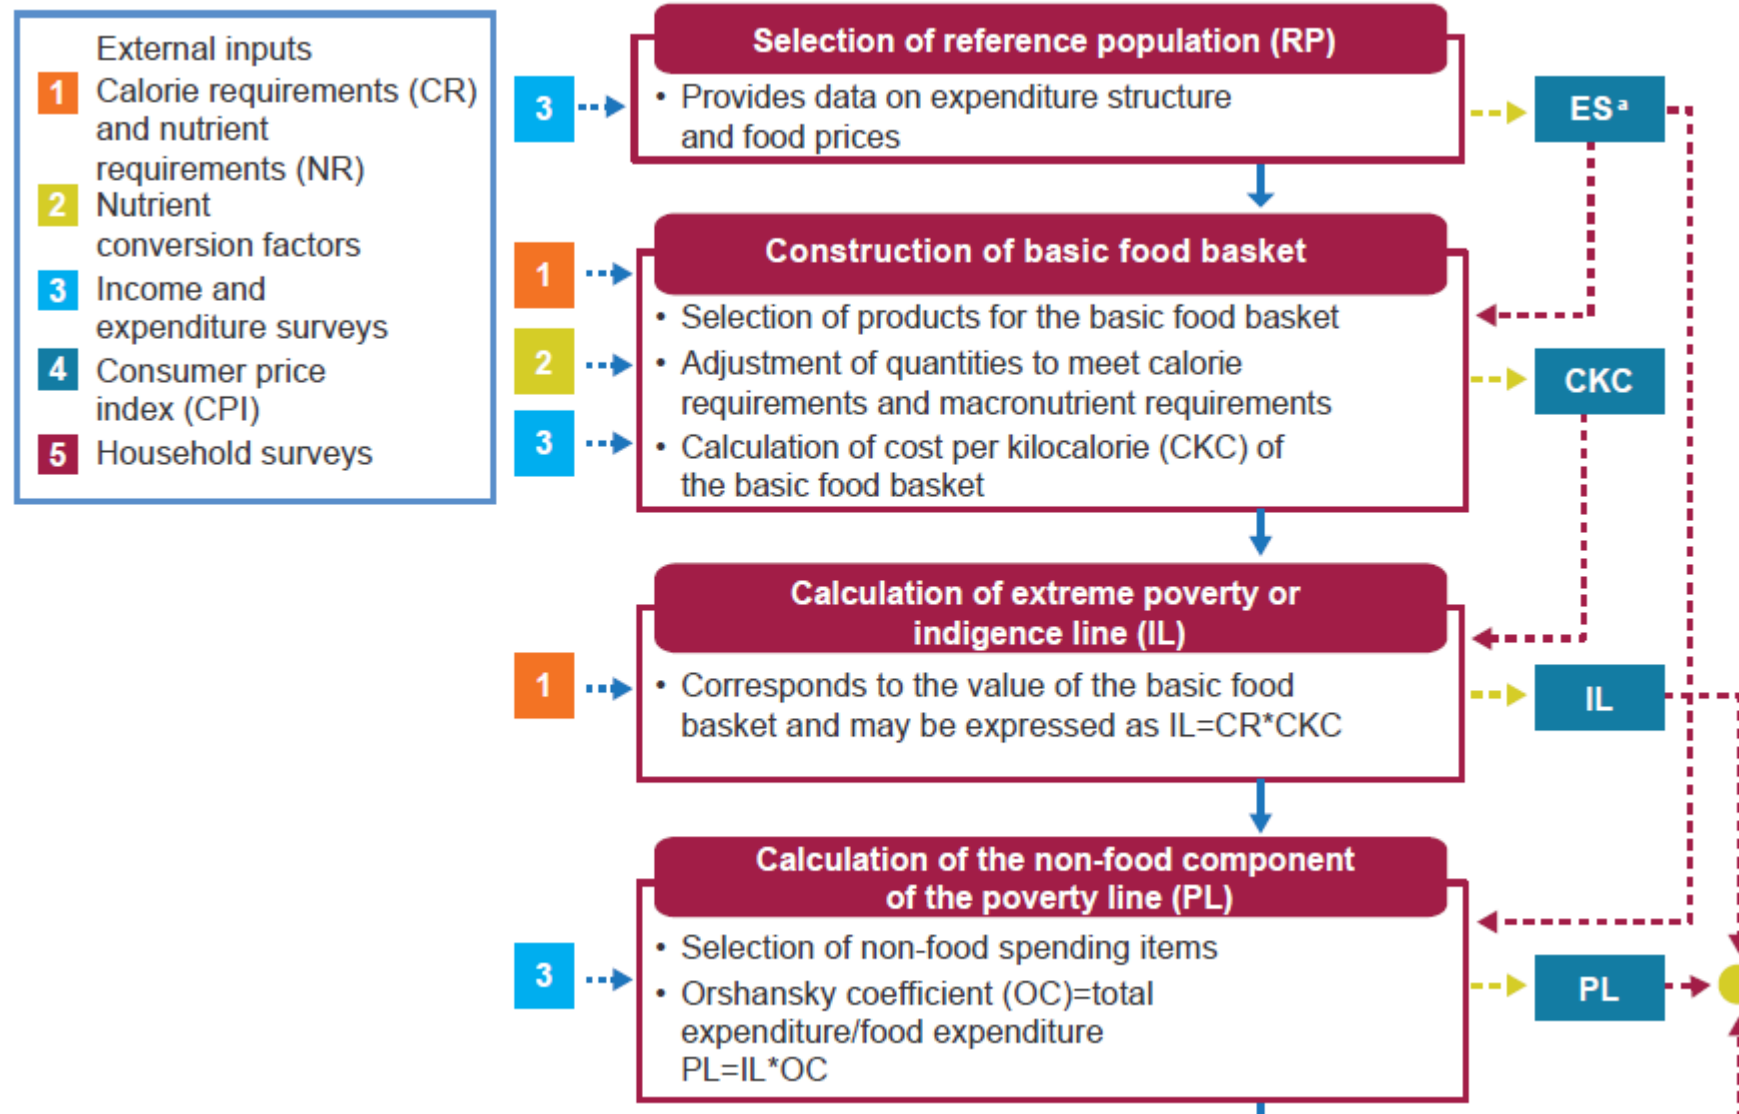 External inputs
1 Calorie requirements (CR)
and nutrient
requirements (NR)
2 Nutrient
conversion factors
3 Income and
expenditure surveys
4 Consumer price
index (CPI)
5 Household surveys
Selection of reference population (RP)
3
• Provides data on expenditure structure
and food prices
ES a
Construction of basic food basket
1
2
3
• Selection of products for the basic food basket
• Adjustment of quantities to meet calorie
requirements and macronutrient requirements
• Calculation of cost per kilocalorie (CKC) of
the basic food basket
CKC
Calculation of extreme poverty or
indigence line (IL)
1
• Corresponds to the value of the basic food
basket and may be expressed as IL=CR*CKC
IL
Calculation of the non-food component
of the poverty line (PL)
3
• Selection of non-food spending items
• Orshansky coefficient (OC)=total
expenditure/food expenditure
PL=IL*OC
PL